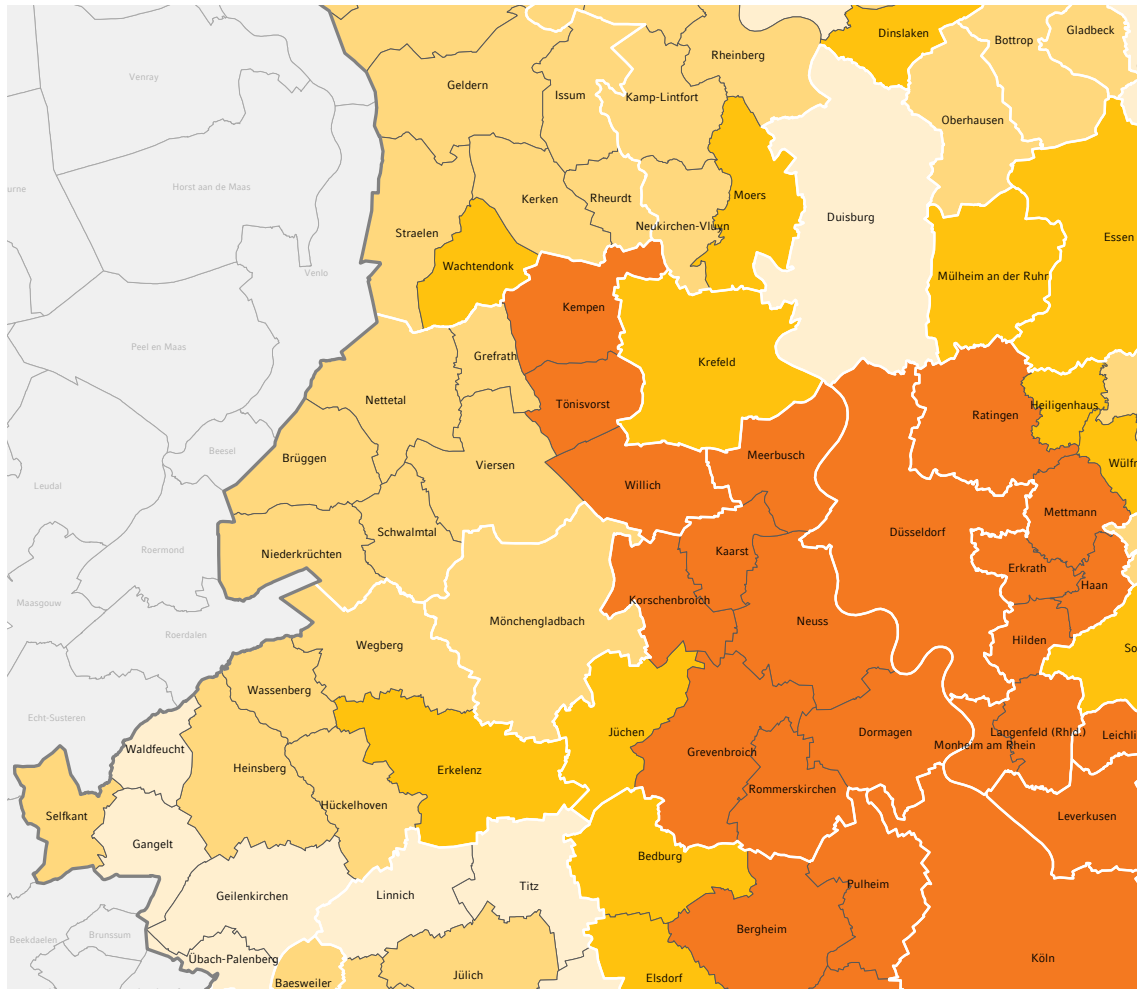 Dinslaken
Gladbeck
Bottrop
Rheinberg
Venray
Geldern
Issum
Kamp-Lintfort
Oberhausen
urne
Horst aan de Maas
Kerken
Rheurdt
Moers
Duisburg
Neukirchen-Vluyn
Straelen
Essen
Wachtendonk
Venlo
Mülheim an der Ruhr
Kempen
Peel en Maas
Grefrath
Krefeld
Nettetal
Tönisvorst
Heiligenhaus
Ratingen
Beesel
Brüggen
Viersen
Meerbusch
Wülfr
Leudal
Willich
Mettmann
Schwalmtal
Düsseldorf
Roermond
Niederkrüchten
Kaarst
Erkrath
Haan
Maasgouw
Korschenbroich
Mönchengladbach
Neuss
Roerdalen
Wegberg
Hilden
So
Wassenberg
Echt-Susteren
Jüchen
Dormagen
Langenfeld (Rhld.)
Leichli
Waldfeucht
Grevenbroich
Monheim am Rhein
Heinsberg
Erkelenz
Rommerskirchen
Hückelhoven
Selfkant
Leverkusen
Gangelt
Bedburg
Titz
Pulheim
Geilenkirchen
Linnich
Bergheim
Beekdaelen
Brunssum
Übach-Palenberg
Köln
Jülich
Elsdorf
Baesweiler